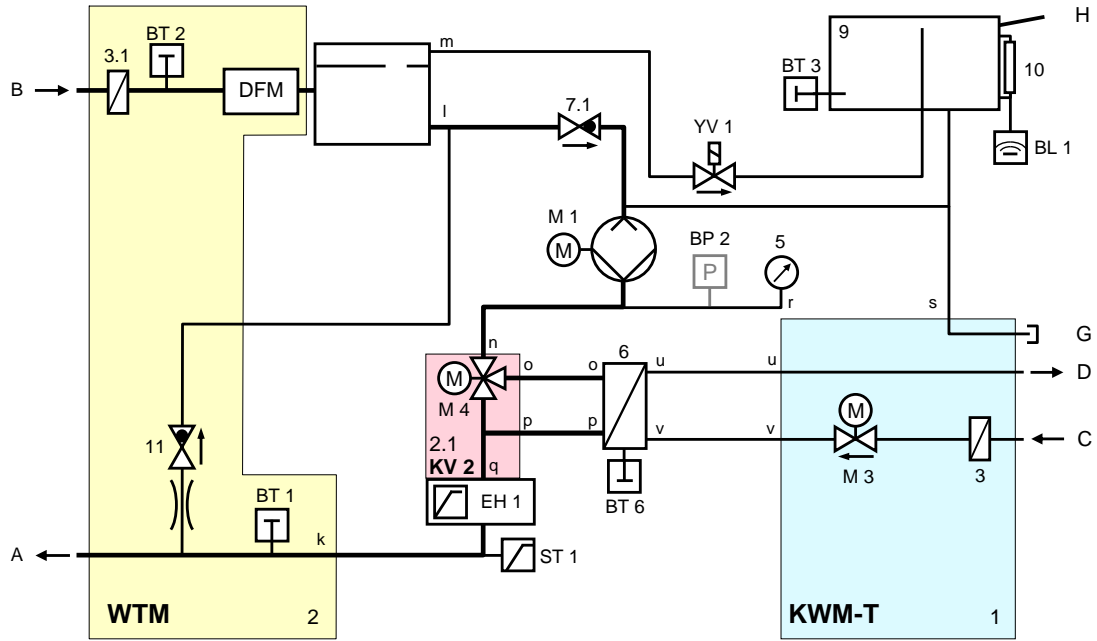 m
9
H
3.1
BT 2
BT 3
10
B
DFM
l
7.1
YV 1
BL 1
M 1
M
BP 2
P
5
r
s
G
n
o
o
6
u
u
D
M
M 4
M
p
p
v
v
C
11
2.1
KV 2
q
M 3
3
BT 1
EH 1
BT 6
k
A
ST 1
WTM
2
KWM-T
1